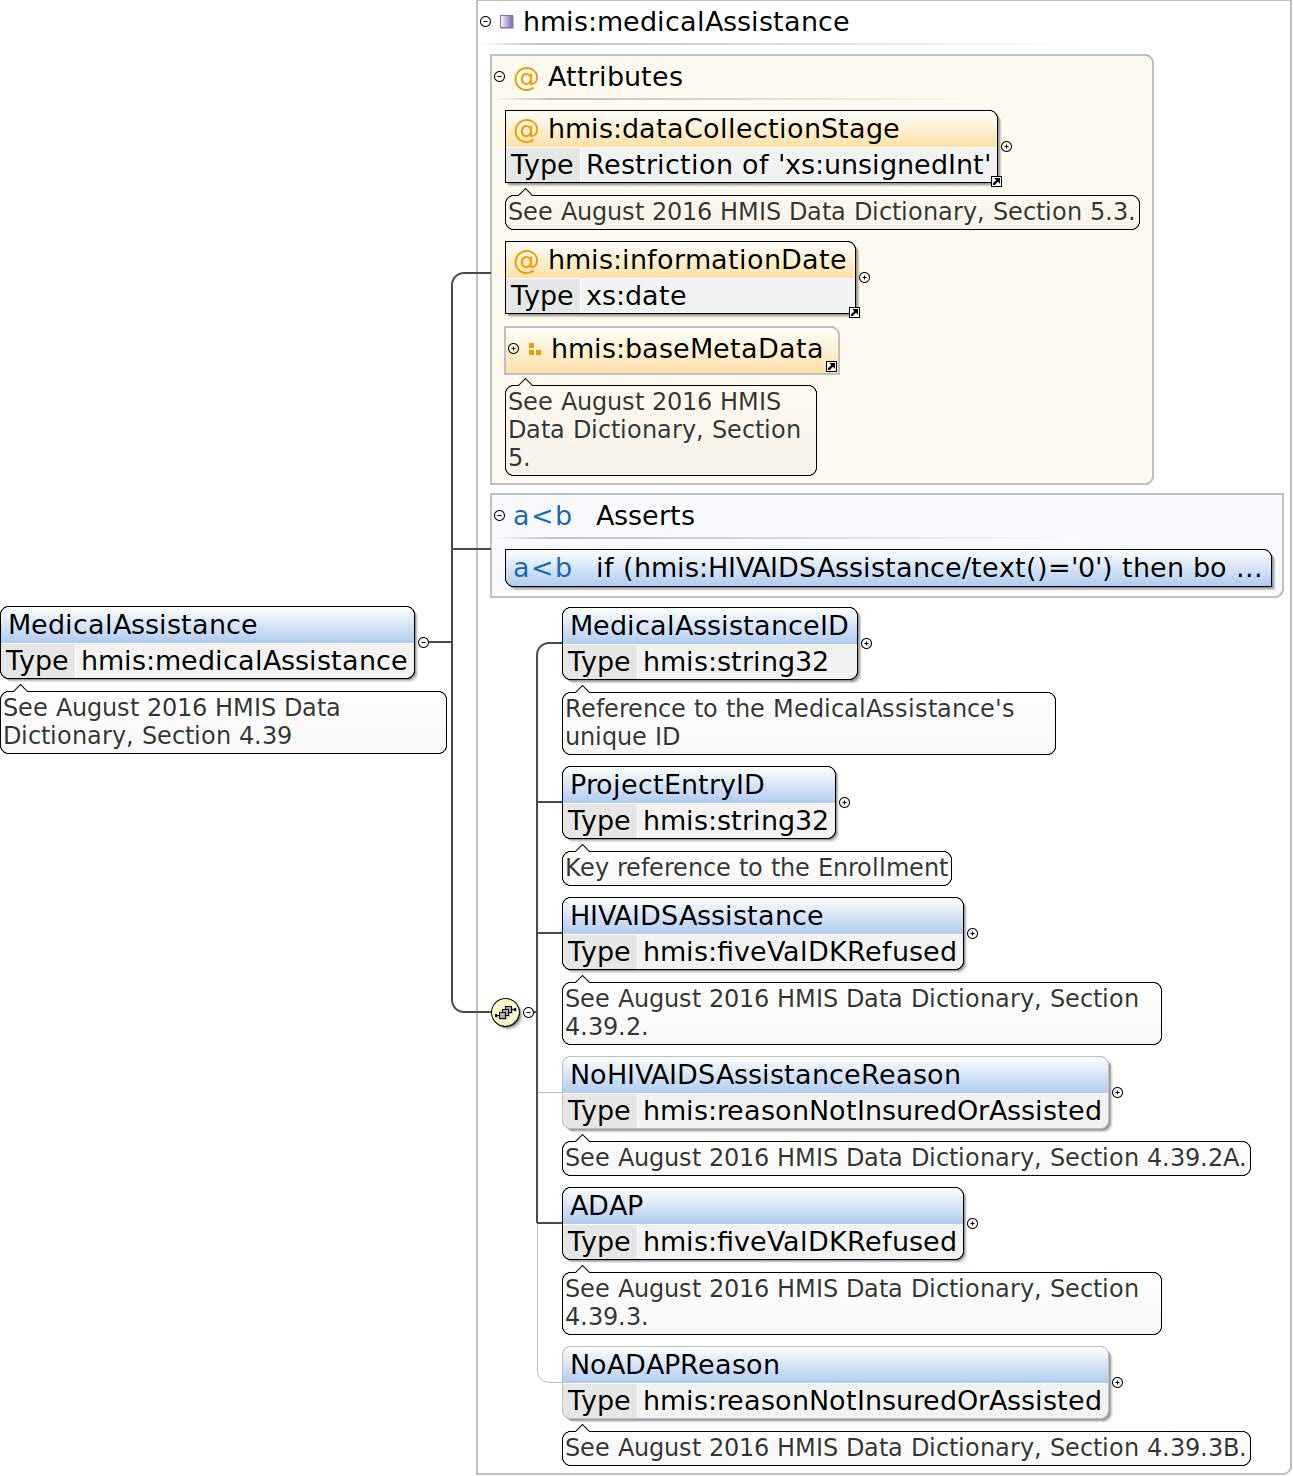 hmis:medicalAssistance
@ Attributes
@ hmis:dataCollectionStage
Type Restriction of 'xs:unsignedInt'
See August 2016 HMIS Data Dictionary, Section 5.3.
@ hmis:informationDate
Type xs:date
hmis:baseMetaData
See August 2016 HMIS
Data Dictionary, Section
5.
a<b Asserts
a<b if (hmis:HIVAIDSAssistance/text()='0') then bo ...
MedicalAssistance
Type hmis:medicalAssistance
See August 2016 HMIS Data
Dictionary, Section 4.39
MedicalAssistanceID
Type hmis:string32
Reference to the MedicalAssistance's
unique ID
ProjectEntryID
Type hmis:string32
Key reference to the Enrollment
HIVAIDSAssistance
Type hmis:fiveValDKRefused
See August 2016 HMIS Data Dictionary, Section
4.39.2.
NoHIVAIDSAssistanceReason
Type hmis:reasonNotInsuredOrAssisted
See August 2016 HMIS Data Dictionary, Section 4.39.2A.
ADAP
Type hmis:fiveValDKRefused
See August 2016 HMIS Data Dictionary, Section
4.39.3.
NoADAPReason
Type hmis:reasonNotInsuredOrAssisted
See August 2016 HMIS Data Dictionary, Section 4.39.3B.